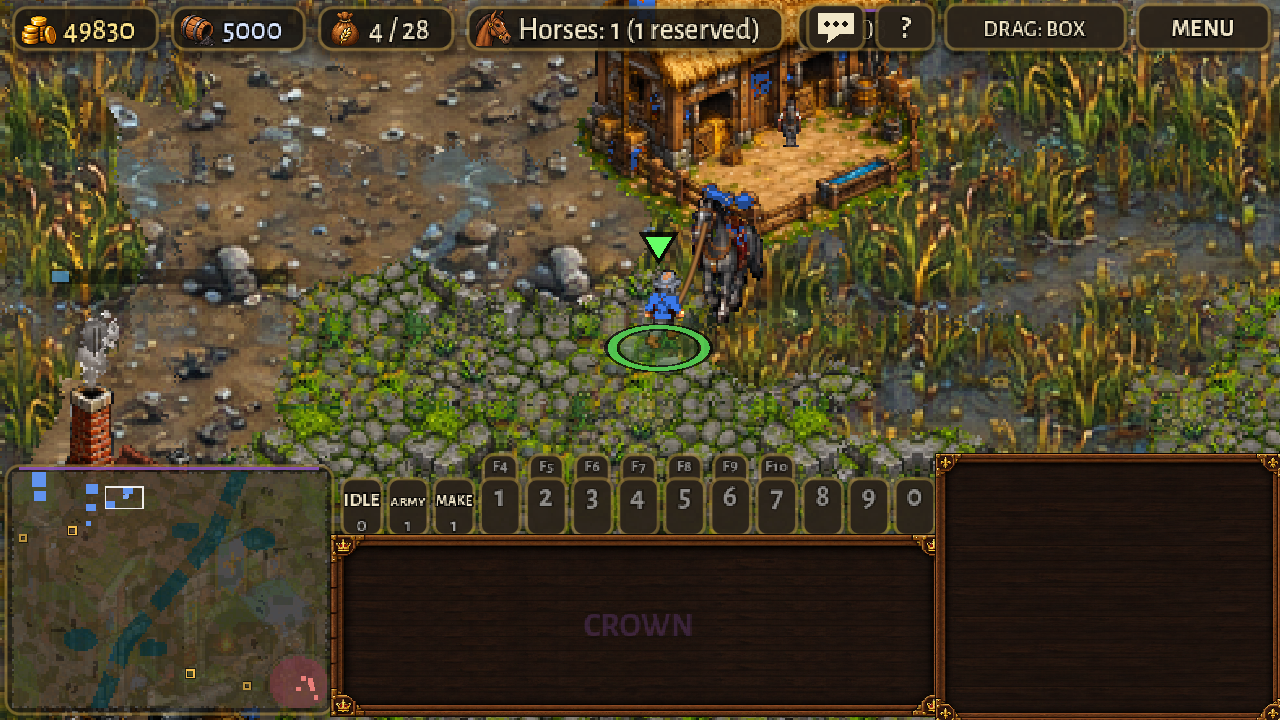 49830
5000
4 / 28
Horses: 1 (1 reserved)
?
DRAG: BOX
MENU
F4 F5 F6 F7 F8 F9 F10
IDLE ARMY MAKE 1 2 3 4 5 6 7 8 9 0
0 1 1
CROWN